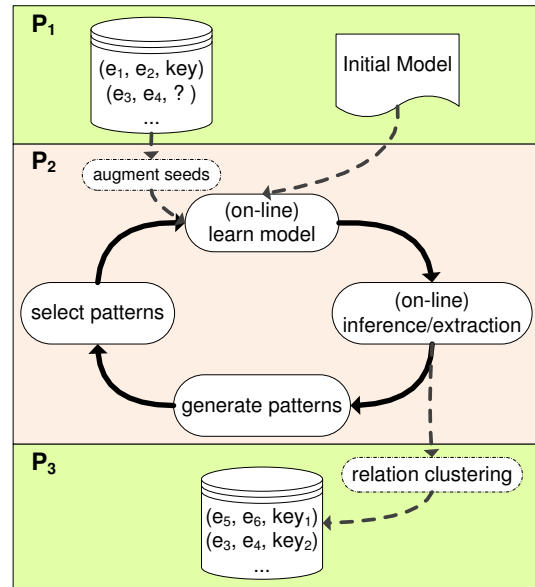 P₁
(e₁, e₂, key)
(e₃, e₄, ? )
...
Initial Model
P₂
augment seeds
(on-line)
learn model
select patterns
(on-line)
inference/extraction
generate patterns
P₃
relation clustering
(e₅, e₆, key₁)
(e₃, e₄, key₂)
...